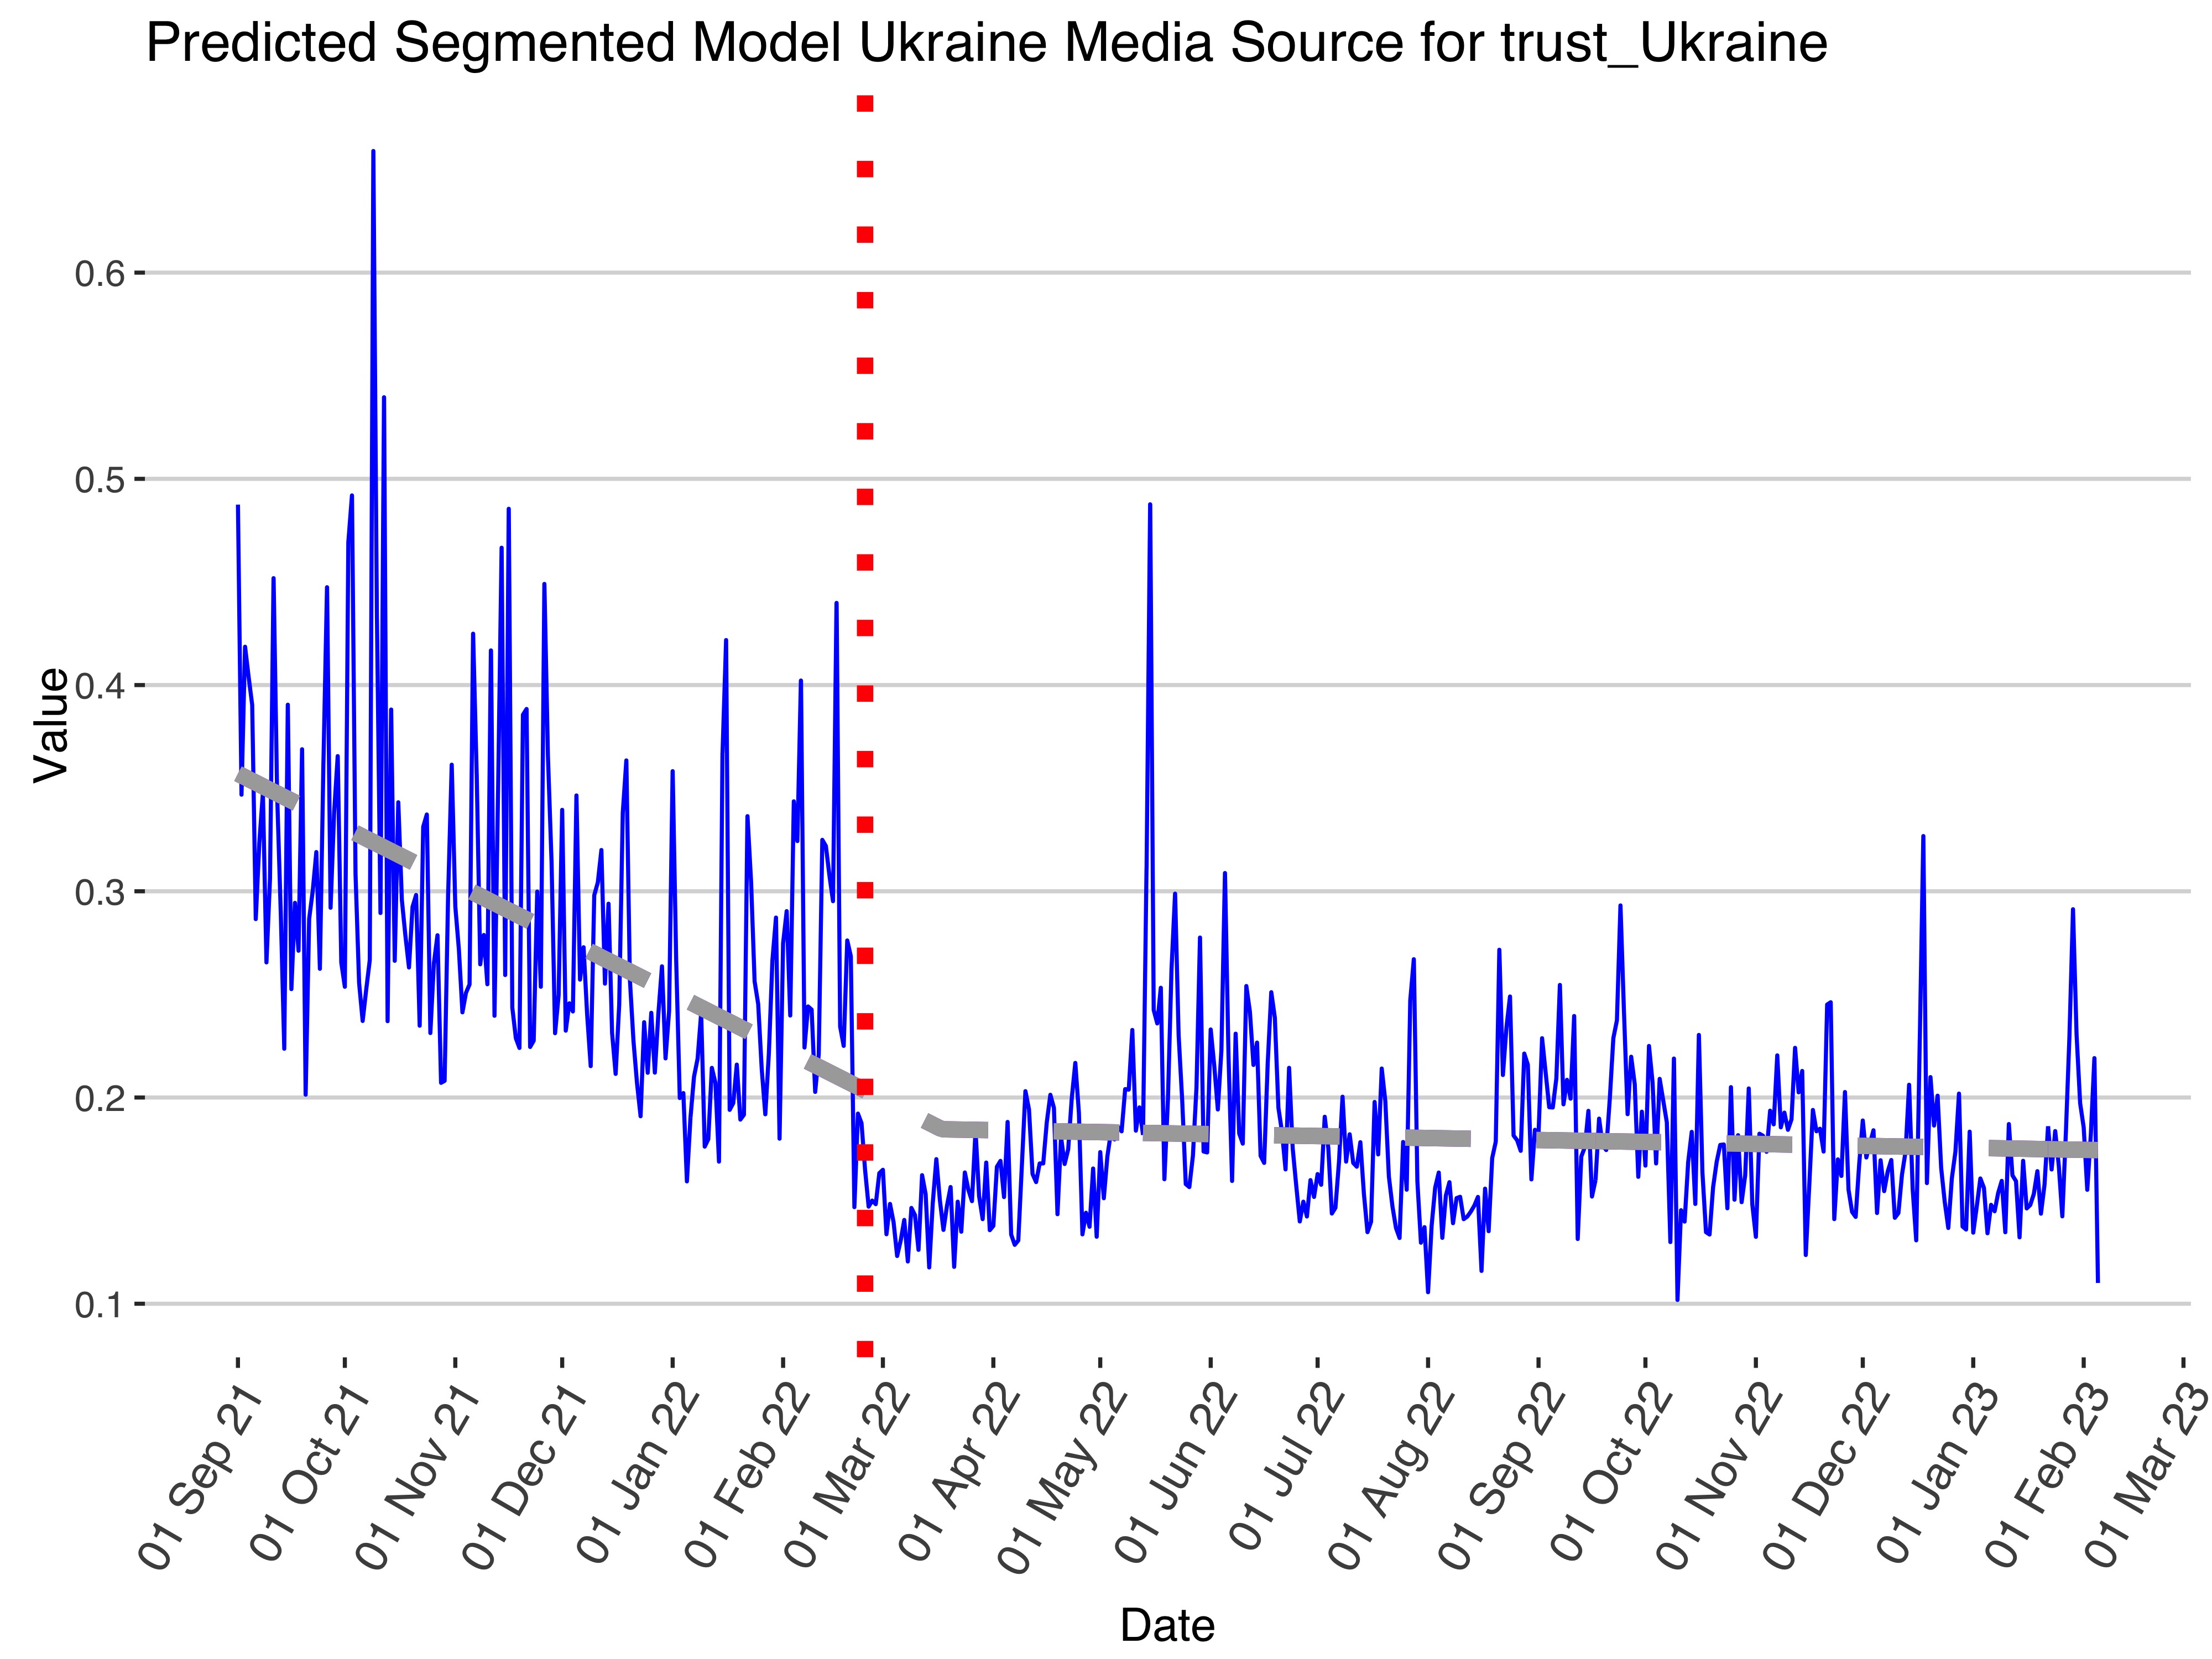 Predicted Segmented Model Ukraine Media Source for trust_Ukraine
Value
0.6
0.5
0.4
0.3
0.2
0.1
01 Sep 21
01 Oct 21
01 Nov 21
01 Dec 21
01 Jan 22
01 Feb 22
01 Mar 22
01 Apr 22
01 May 22
01 Jun 22
01 Jul 22
01 Aug 22
01 Sep 22
01 Oct 22
01 Nov 22
01 Dec 22
01 Jan 23
01 Feb 23
01 Mar 23
Date